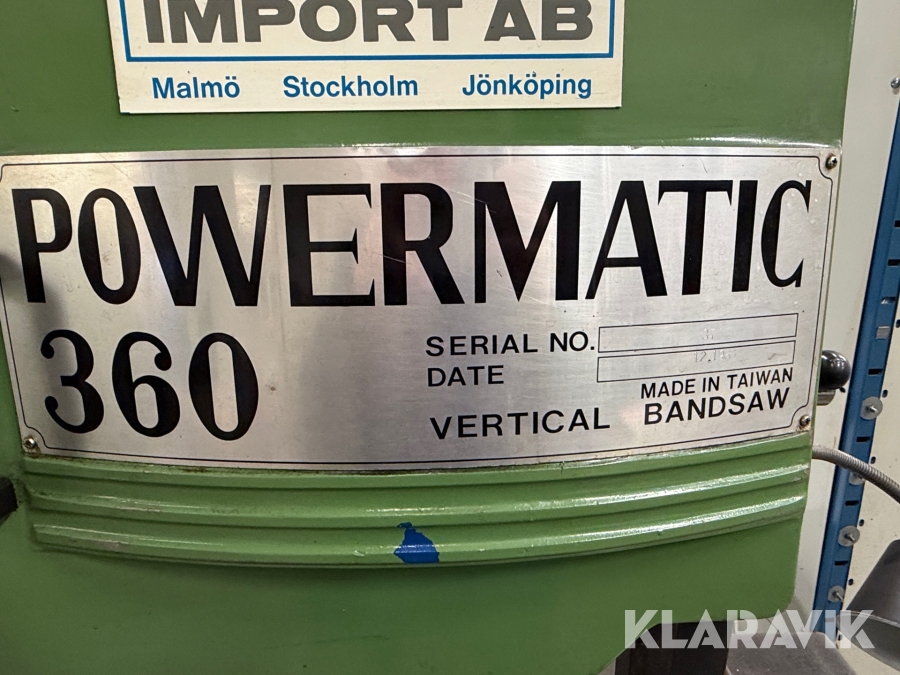 IMPORT AB
Malmö Stockholm Jönköping
POWERMATIC
360
SERIAL NO.
DATE
MADE IN TAIWAN
VERTICAL BANDSAW
KLARAVIK